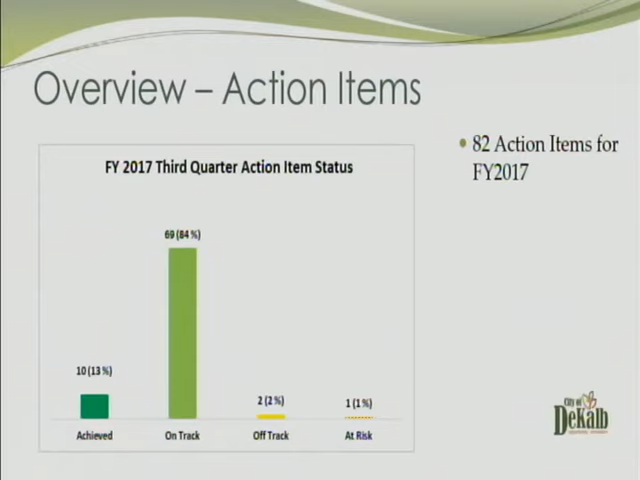 Overview – Action Items
FY 2017 Third Quarter Action Item Status
69 (84 %)
10 (13 %)
2 (2 %)
1 (1 %)
Achieved
On Track
Off Track
At Risk
• 82 Action Items for
FY2017
City of
DeKalb